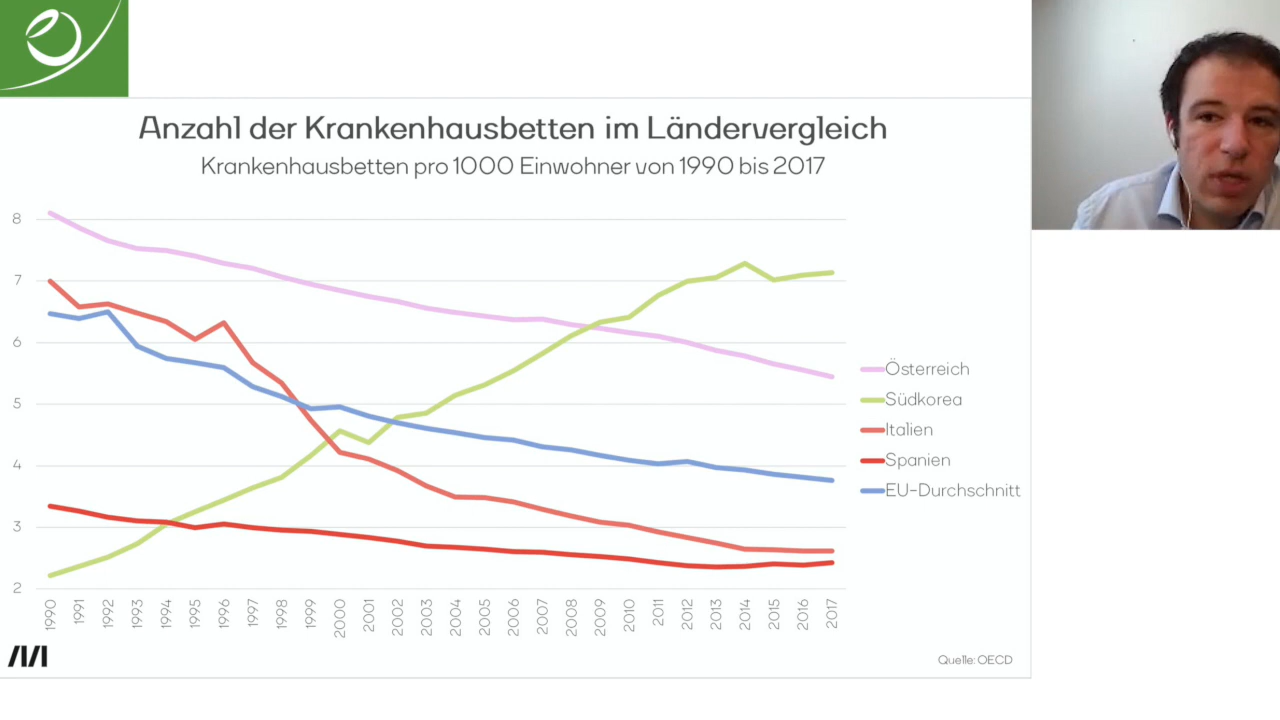 Anzahl der Krankenhausbetten im Ländervergleich
Krankenhausbetten pro 1000 Einwohner von 1990 bis 2017
8
7
6
5
4
3
2
1990 1991 1992 1993 1994 1995 1996 1997 1998 1999 2000 2001 2002 2003 2004 2005 2006 2007 2008 2009 2010 2011 2012 2013 2014 2015 2016 2017
Österreich
Südkorea
Italien
Spanien
EU-Durchschnitt
Quelle: OECD